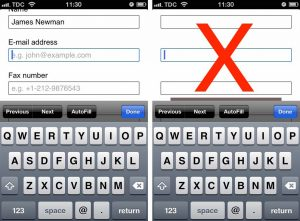 TDC 11:30
Name
James Newman
E-mail address
e.g. john@example.com
Fax number
e.g. +1-212-9876543
Previous Next AutoFill Done
Q W E R T Y U I O P
A S D F G H J K L
Z X C V B N M
123 space @ . return
TDC 11:30
Previous Next AutoFill Done
Q W E R T Y U I O P
A S D F G H J K L
Z X C V B N M
123 space @ . return